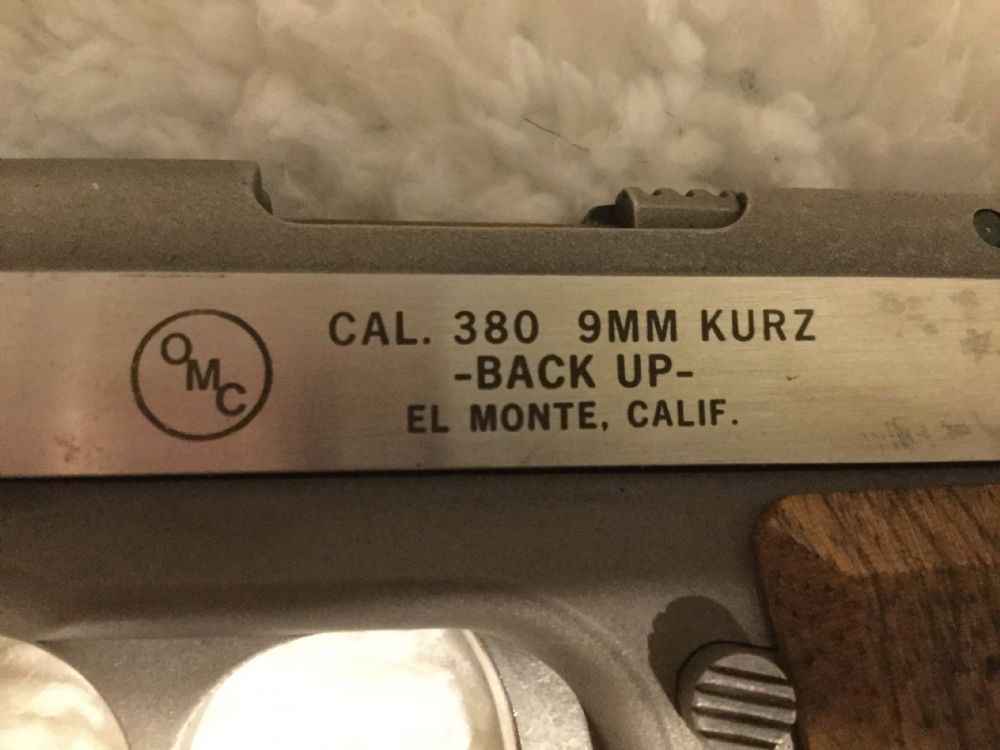 OMC
CAL. 380 9MM KURZ
-BACK UP-
EL MONTE, CALIF.